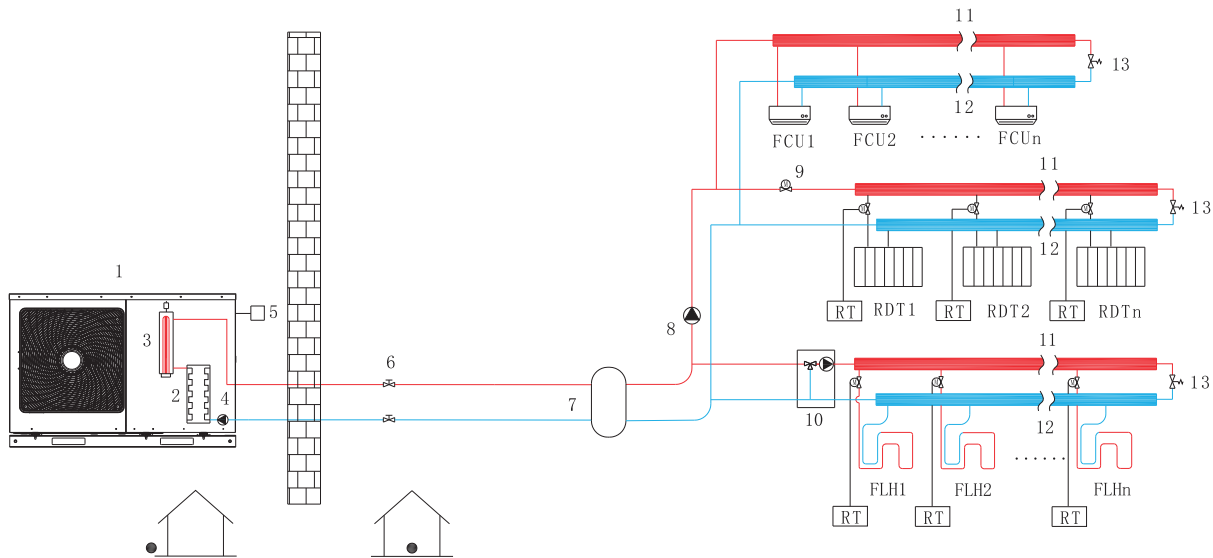 11
13
12
FCU1
FCU2
......
FCUn
9
11
M
13
M
M
M
12
1
5
3
RT
RDT1
RT
RDT2
RT
RDTn
8
11
6
2
4
7
10
M
M
M
13
12
FLH1
FLH2
......
FLHn
RT
RT
RT